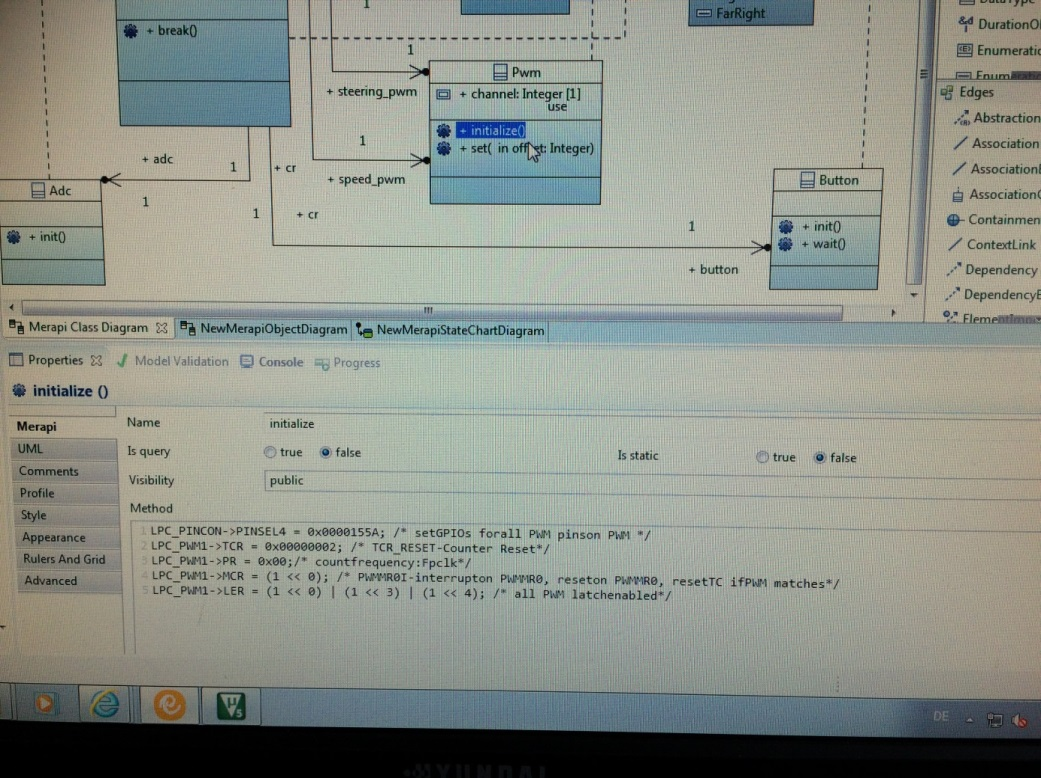 FarRight
+ break()
DurationO
Enumeratio
1
1
Pwm
+ steering_pwm
+ channel: Integer [1]
use
Edges
+ initialize()
Abstraction
+ set( in offset: Integer)
1
Association
+ adc
1
+ cr
+ speed_pwm
Association
Adc
Button
Association
1
1
+ cr
1
+ init()
Containmen
+ init()
+ wait()
ContextLink
+ button
Dependency
Dependency
Merapi Class Diagram
NewMerapiObjectDiagram
NewMerapiStateChartDiagram
Properties
Model Validation
Console
Progress
initialize ()
Merapi
Name
initialize
UML
Is query
true
false
Is static
true
false
Comments
Visibility
public
Profile
Method
Style
Appearance
Rulers And Grid
Advanced
1 LPC_PINCON->PINSEL4 = 0x0000155A; /* setGPIOs forall PWM pinson PWM */
2 LPC_PWM1->TCR = 0x00000002; /* TCR_RESET-Counter Reset*/
3 LPC_PWM1->PR = 0x00;/* countfrequency:Fpclk*/
4 LPC_PWM1->MCR = (1 << 0); /* PWMMR0I-interrupton PWMMR0, reseton PWMMR0, resetTC ifPWM matches*/
5 LPC_PWM1->LER = (1 << 0) | (1 << 3) | (1 << 4); /* all PWM latchenabled*/
DE
HYUNDAI